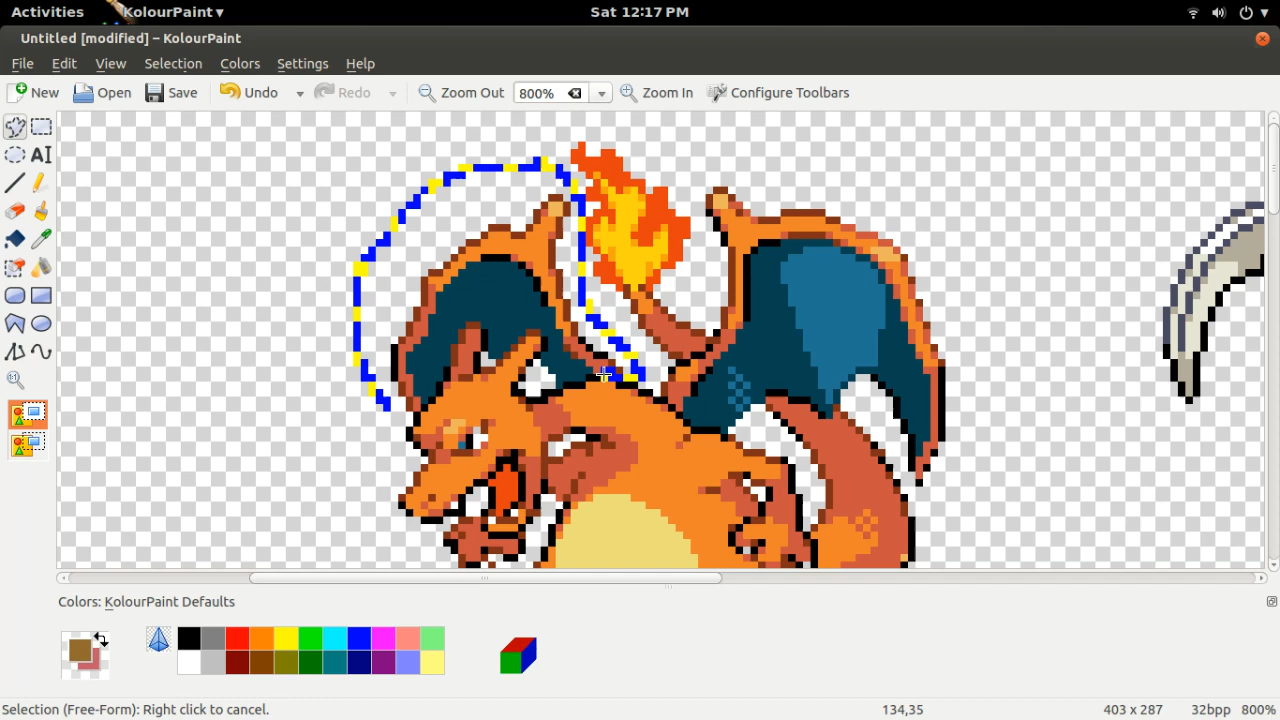 Activities KolourPaint ▾ Sat 12:17 PM
Untitled [modified] – KolourPaint
File Edit View Selection Colors Settings Help
New Open Save Undo Redo Zoom Out 800% Zoom In Configure Toolbars
AI
Colors: KolourPaint Defaults
Selection (Free-Form): Right click to cancel. 134,35 403 x 287 32bpp 800%